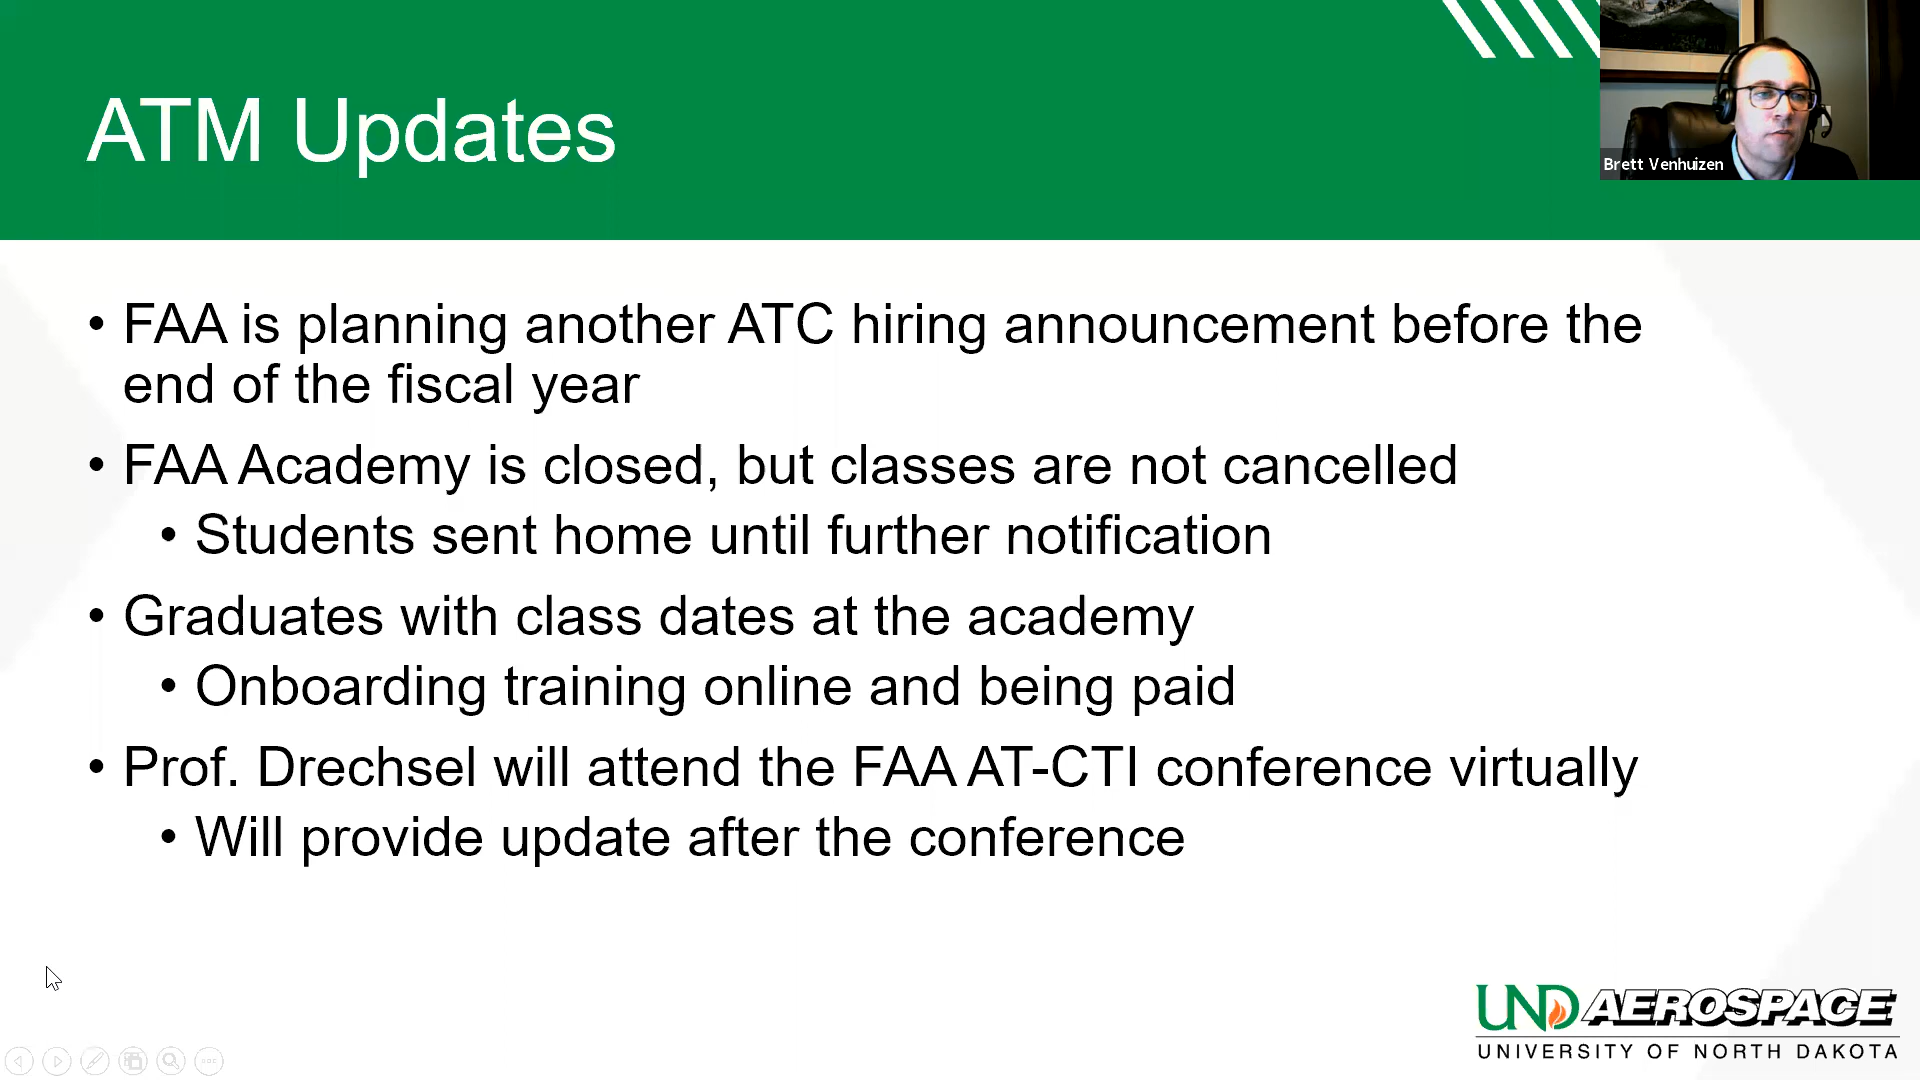 ATM Updates
Brett Venhuizen
• FAA is planning another ATC hiring announcement before the
end of the fiscal year
• FAA Academy is closed, but classes are not cancelled
• Students sent home until further notification
• Graduates with class dates at the academy
• Onboarding training online and being paid
• Prof. Drechsel will attend the FAA AT-CTI conference virtually
• Will provide update after the conference
UND AEROSPACE
UNIVERSITY OF NORTH DAKOTA